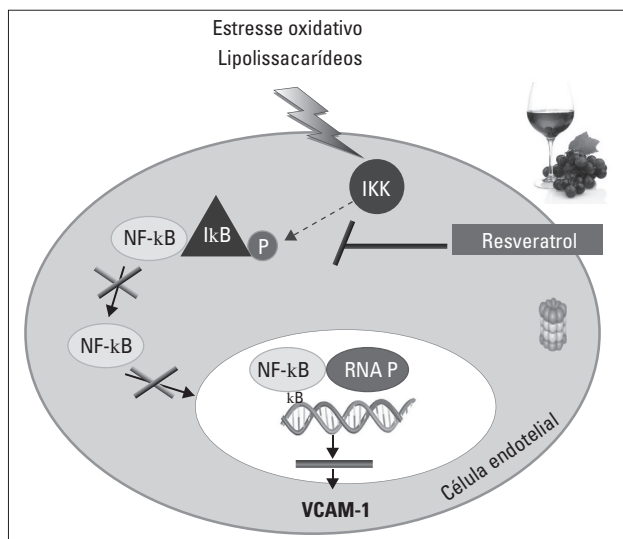 Estresse oxidativo
Lipolissacarídeos
IKK
NF-kB
IkB
P
Resveratrol
NF-kB
NF-kB
RNA P
kB
VCAM-1
Célula endotelial